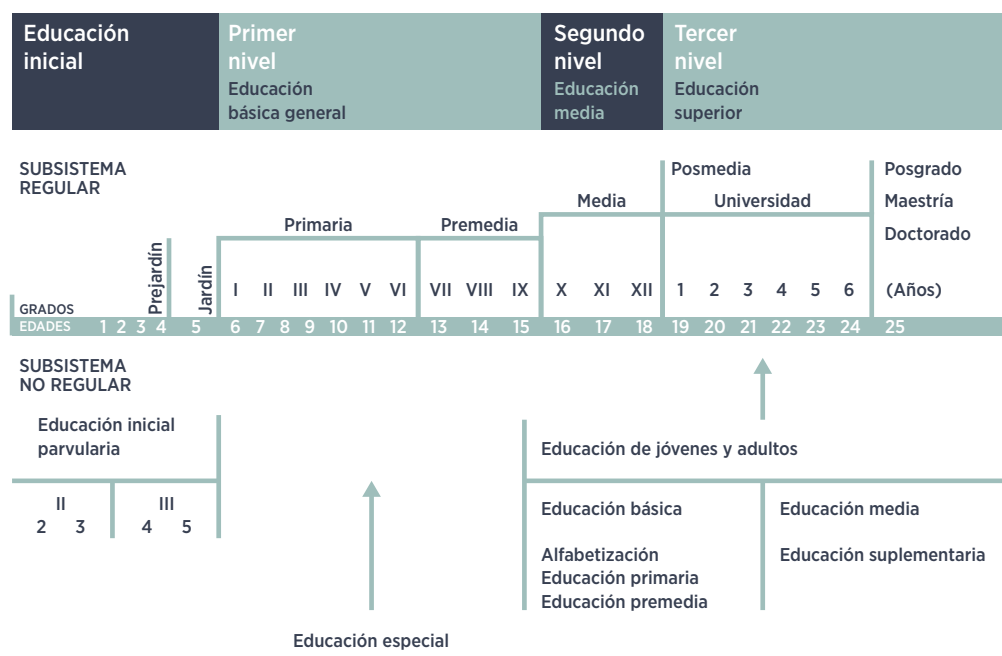 Educación
inicial
Primer
nivel
Educación
básica general
Segundo
nivel
Educación
media
Tercer
nivel
Educación
superior
SUBSISTEMA
REGULAR
Prejardín
Jardín
Primaria
Premedia
Media
Posmedia
Universidad
Posgrado
Maestría
Doctorado
GRADOS
I II III IV V VI VII VIII IX X XI XII 1 2 3 4 5 6 (Años)
EDADES 1 2 3 4 5 6 7 8 9 10 11 12 13 14 15 16 17 18 19 20 21 22 23 24 25
SUBSISTEMA
NO REGULAR
Educación inicial
parvularia
II III
2 3 4 5
Educación especial
Educación de jóvenes y adultos
Educación básica
Alfabetización
Educación primaria
Educación premedia
Educación media
Educación suplementaria